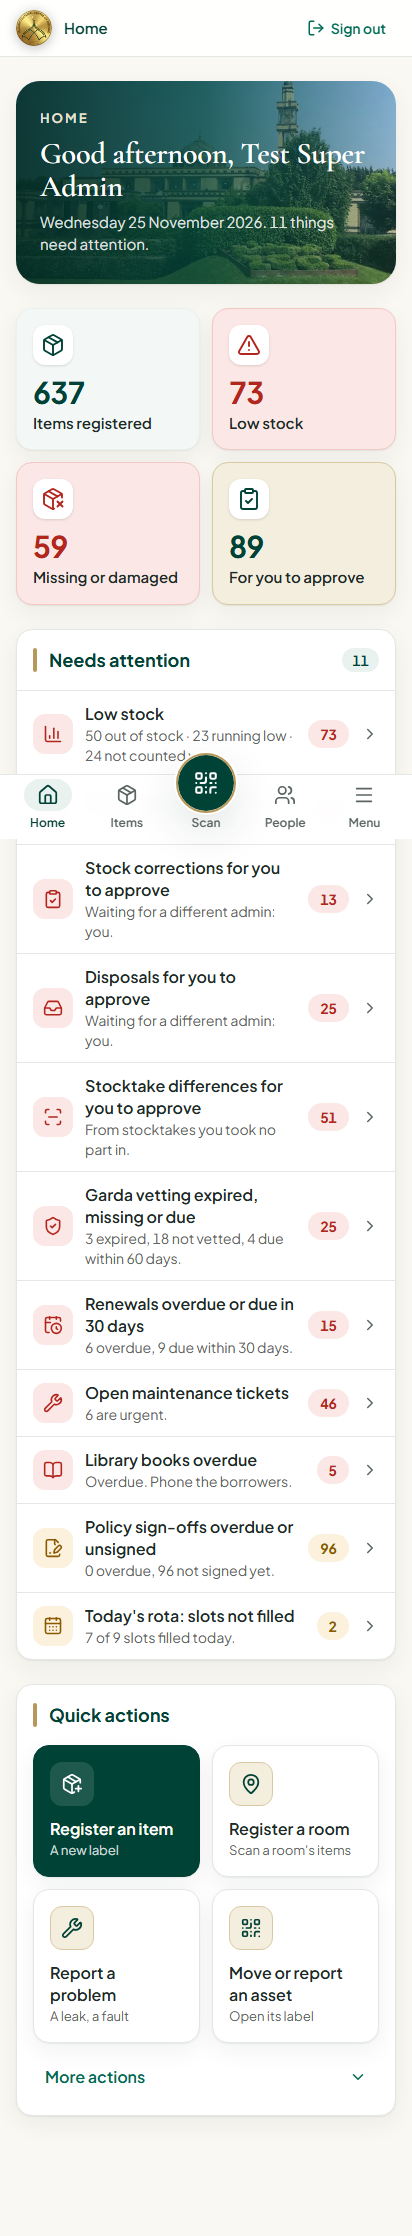 Home
Sign out
HOME
Good afternoon, Test Super
Admin
Wednesday 25 November 2026. 11 things
need attention.
637
Items registered
73
Low stock
59
Missing or damaged
89
For you to approve
Needs attention
11
Low stock
50 out of stock · 23 running low ·
24 not counted
73
Home
Items
Scan
People
Menu
Stock corrections for you
to approve
Waiting for a different admin:
you.
13
Disposals for you to
approve
Waiting for a different admin:
you.
25
Stocktake differences for
you to approve
From stocktakes you took no
part in.
51
Garda vetting expired,
missing or due
3 expired, 18 not vetted, 4 due
within 60 days.
25
Renewals overdue or due in
30 days
6 overdue, 9 due within 30 days.
15
Open maintenance tickets
6 are urgent.
46
Library books overdue
Overdue. Phone the borrowers.
5
Policy sign-offs overdue or
unsigned
0 overdue, 96 not signed yet.
96
Today's rota: slots not filled
7 of 9 slots filled today.
2
Quick actions
Register an item
A new label
Register a room
Scan a room's items
Report a
problem
A leak, a fault
Move or report
an asset
Open its label
More actions